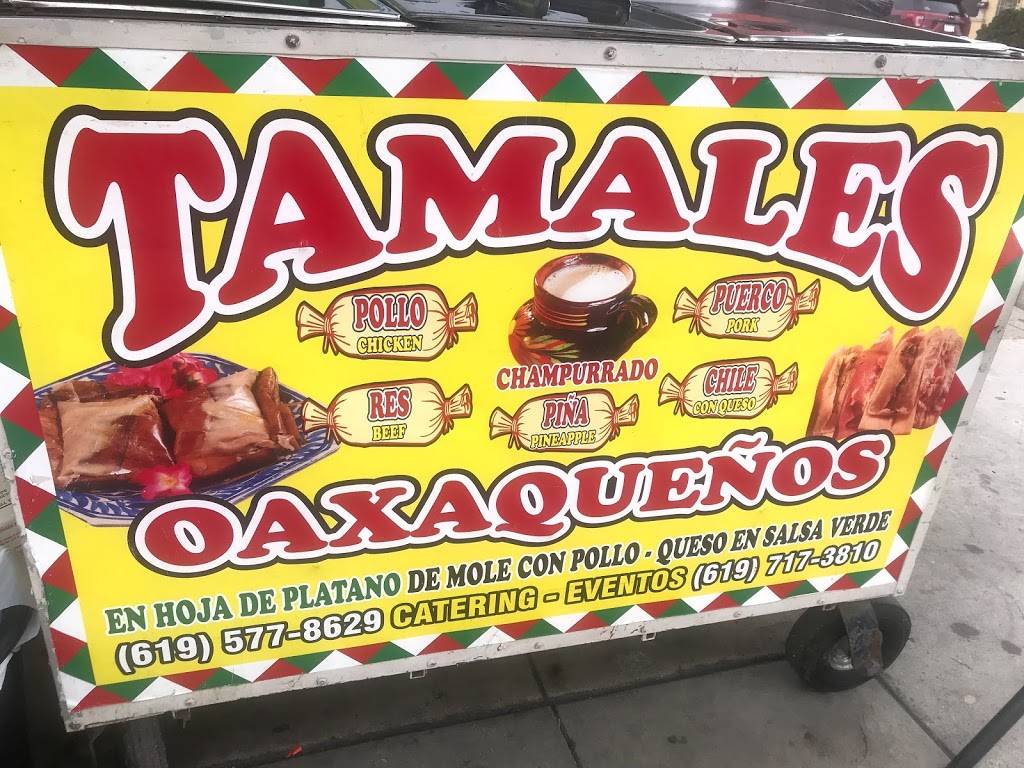 TAMALES
POLLO
CHICKEN
PUERCO
PORK
CHAMPURRADO
RES
BEEF
PIÑA
PINEAPPLE
CHILE
CON QUESO
OAXAQUEÑOS
EN HOJA DE PLATANO DE MOLE CON POLLO - QUESO EN SALSA VERDE
(619) 577-8629 CATERING - EVENTOS (619) 717-3810